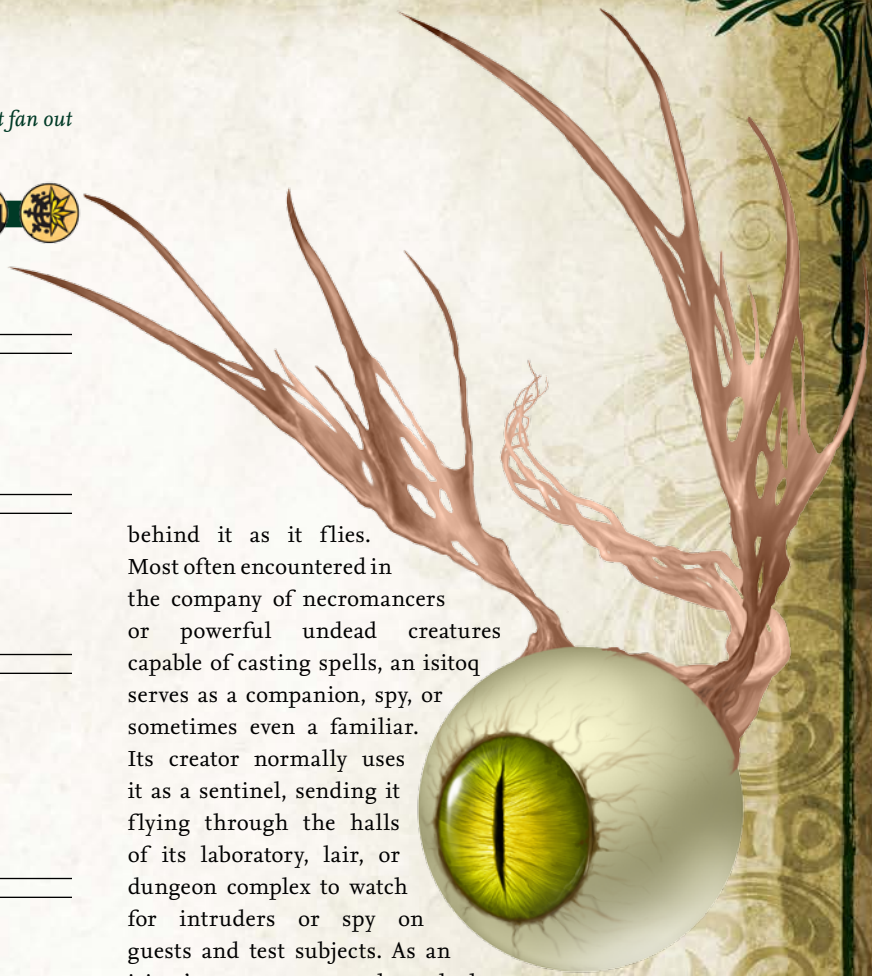 fan out
behind it as it flies.
Most often encountered in
the company of necromancers
or powerful undead creatures
capable of casting spells, an isitoq
serves as a companion, spy, or
sometimes even a familiar.
Its creator normally uses
it as a sentinel, sending it
flying through the halls
of its laboratory, lair, or
dungeon complex to watch
for intruders or spy on
guests and test subjects. As an